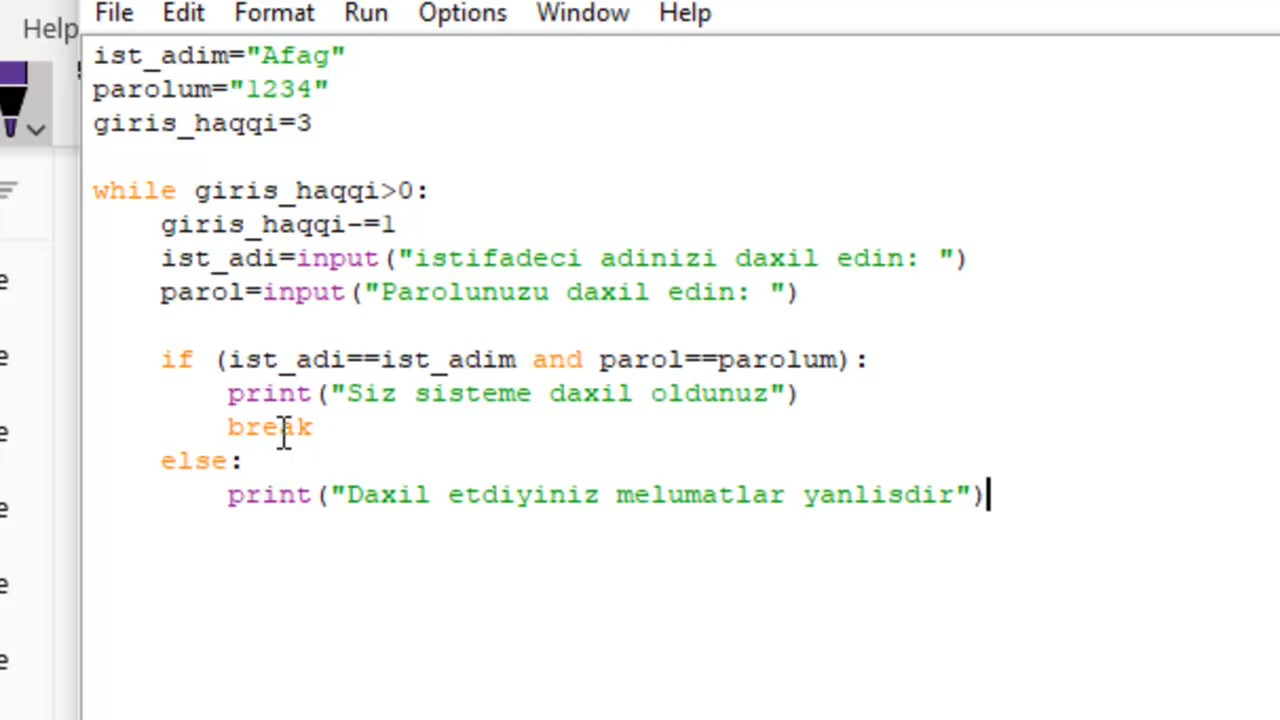 File Edit Format Run Options Window Help
Help
ist_adim="Afag"
parolum="1234"
giris_haqqi=3
while giris_haqqi>0:
    giris_haqqi-=1
    ist_adi=input("istifadeci adinizi daxil edin: ")
    parol=input("Parolunuzu daxil edin: ")
    if (ist_adi==ist_adim and parol==parolum):
        print("Siz sisteme daxil oldunuz")
        break
    else:
        print("Daxil etdiyiniz melumatlar yanlisdir")